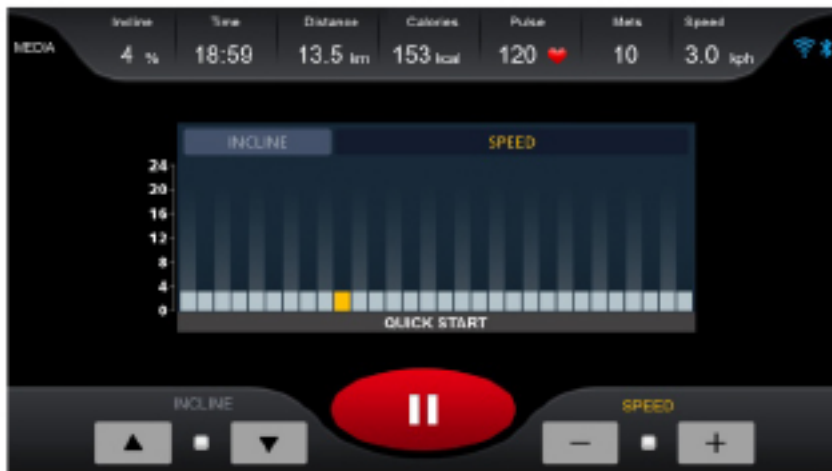 Incline Time Distance Calories Pulse Mets Speed
MEDIA 4 % 18:59 13.5 km 153 kcal 120 10 3.0 kph
INCLINE SPEED
24
20
16
12
8
4
0
QUICK START
INCLINE SPEED